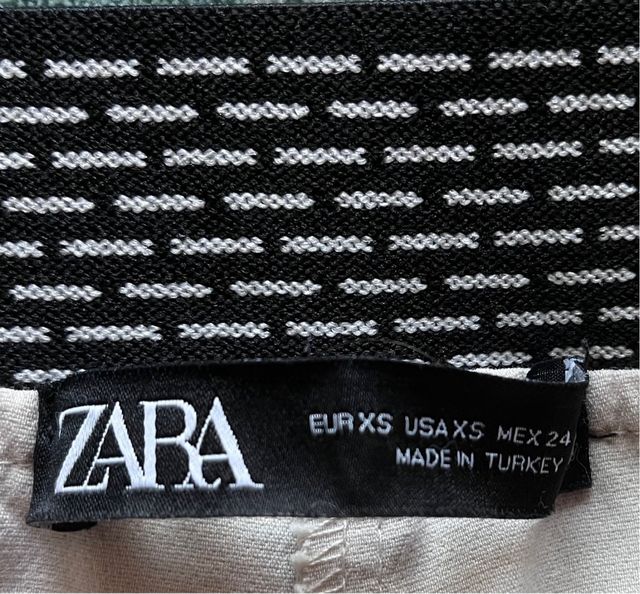 ZARA
EUR XS USA XS MEX 24
MADE IN TURKEY